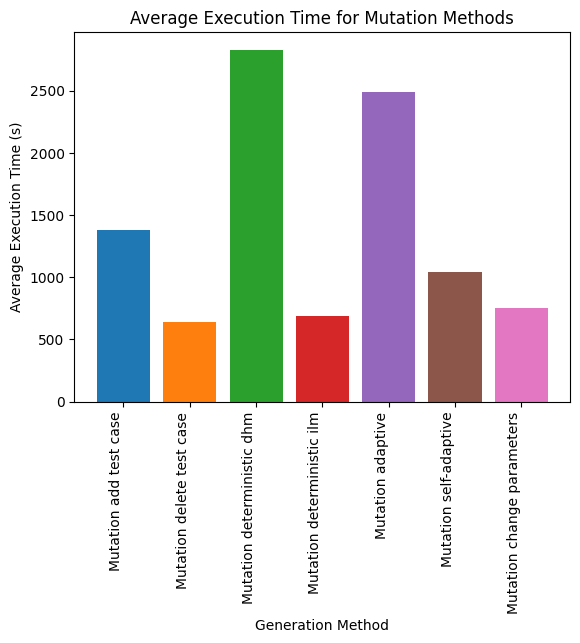 Average Execution Time for Mutation Methods
Average Execution Time (s)
2500
2000
1500
1000
500
0
Mutation add test case
Mutation delete test case
Mutation deterministic dhm
Mutation deterministic ilm
Mutation adaptive
Mutation self-adaptive
Mutation change parameters
Generation Method